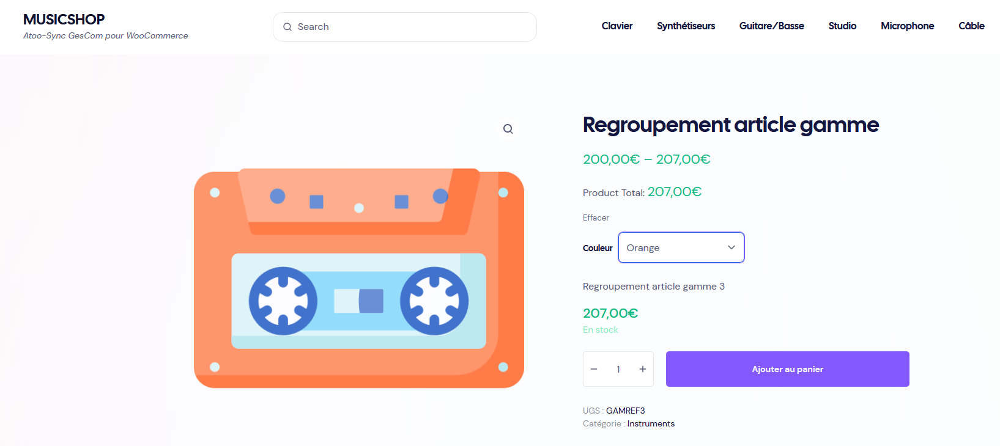 MUSICSHOP
Atoo-Sync GesCom pour WooCommerce
Search
Clavier Synthétiseurs Guitare/Basse Studio Microphone Câble
Regroupement article gamme
200,00€ – 207,00€
Product Total: 207,00€
Effacer
Couleur Orange
Regroupement article gamme 3
207,00€
En stock
− 1 + Ajouter au panier
UGS : GAMREF3
Catégorie : Instruments